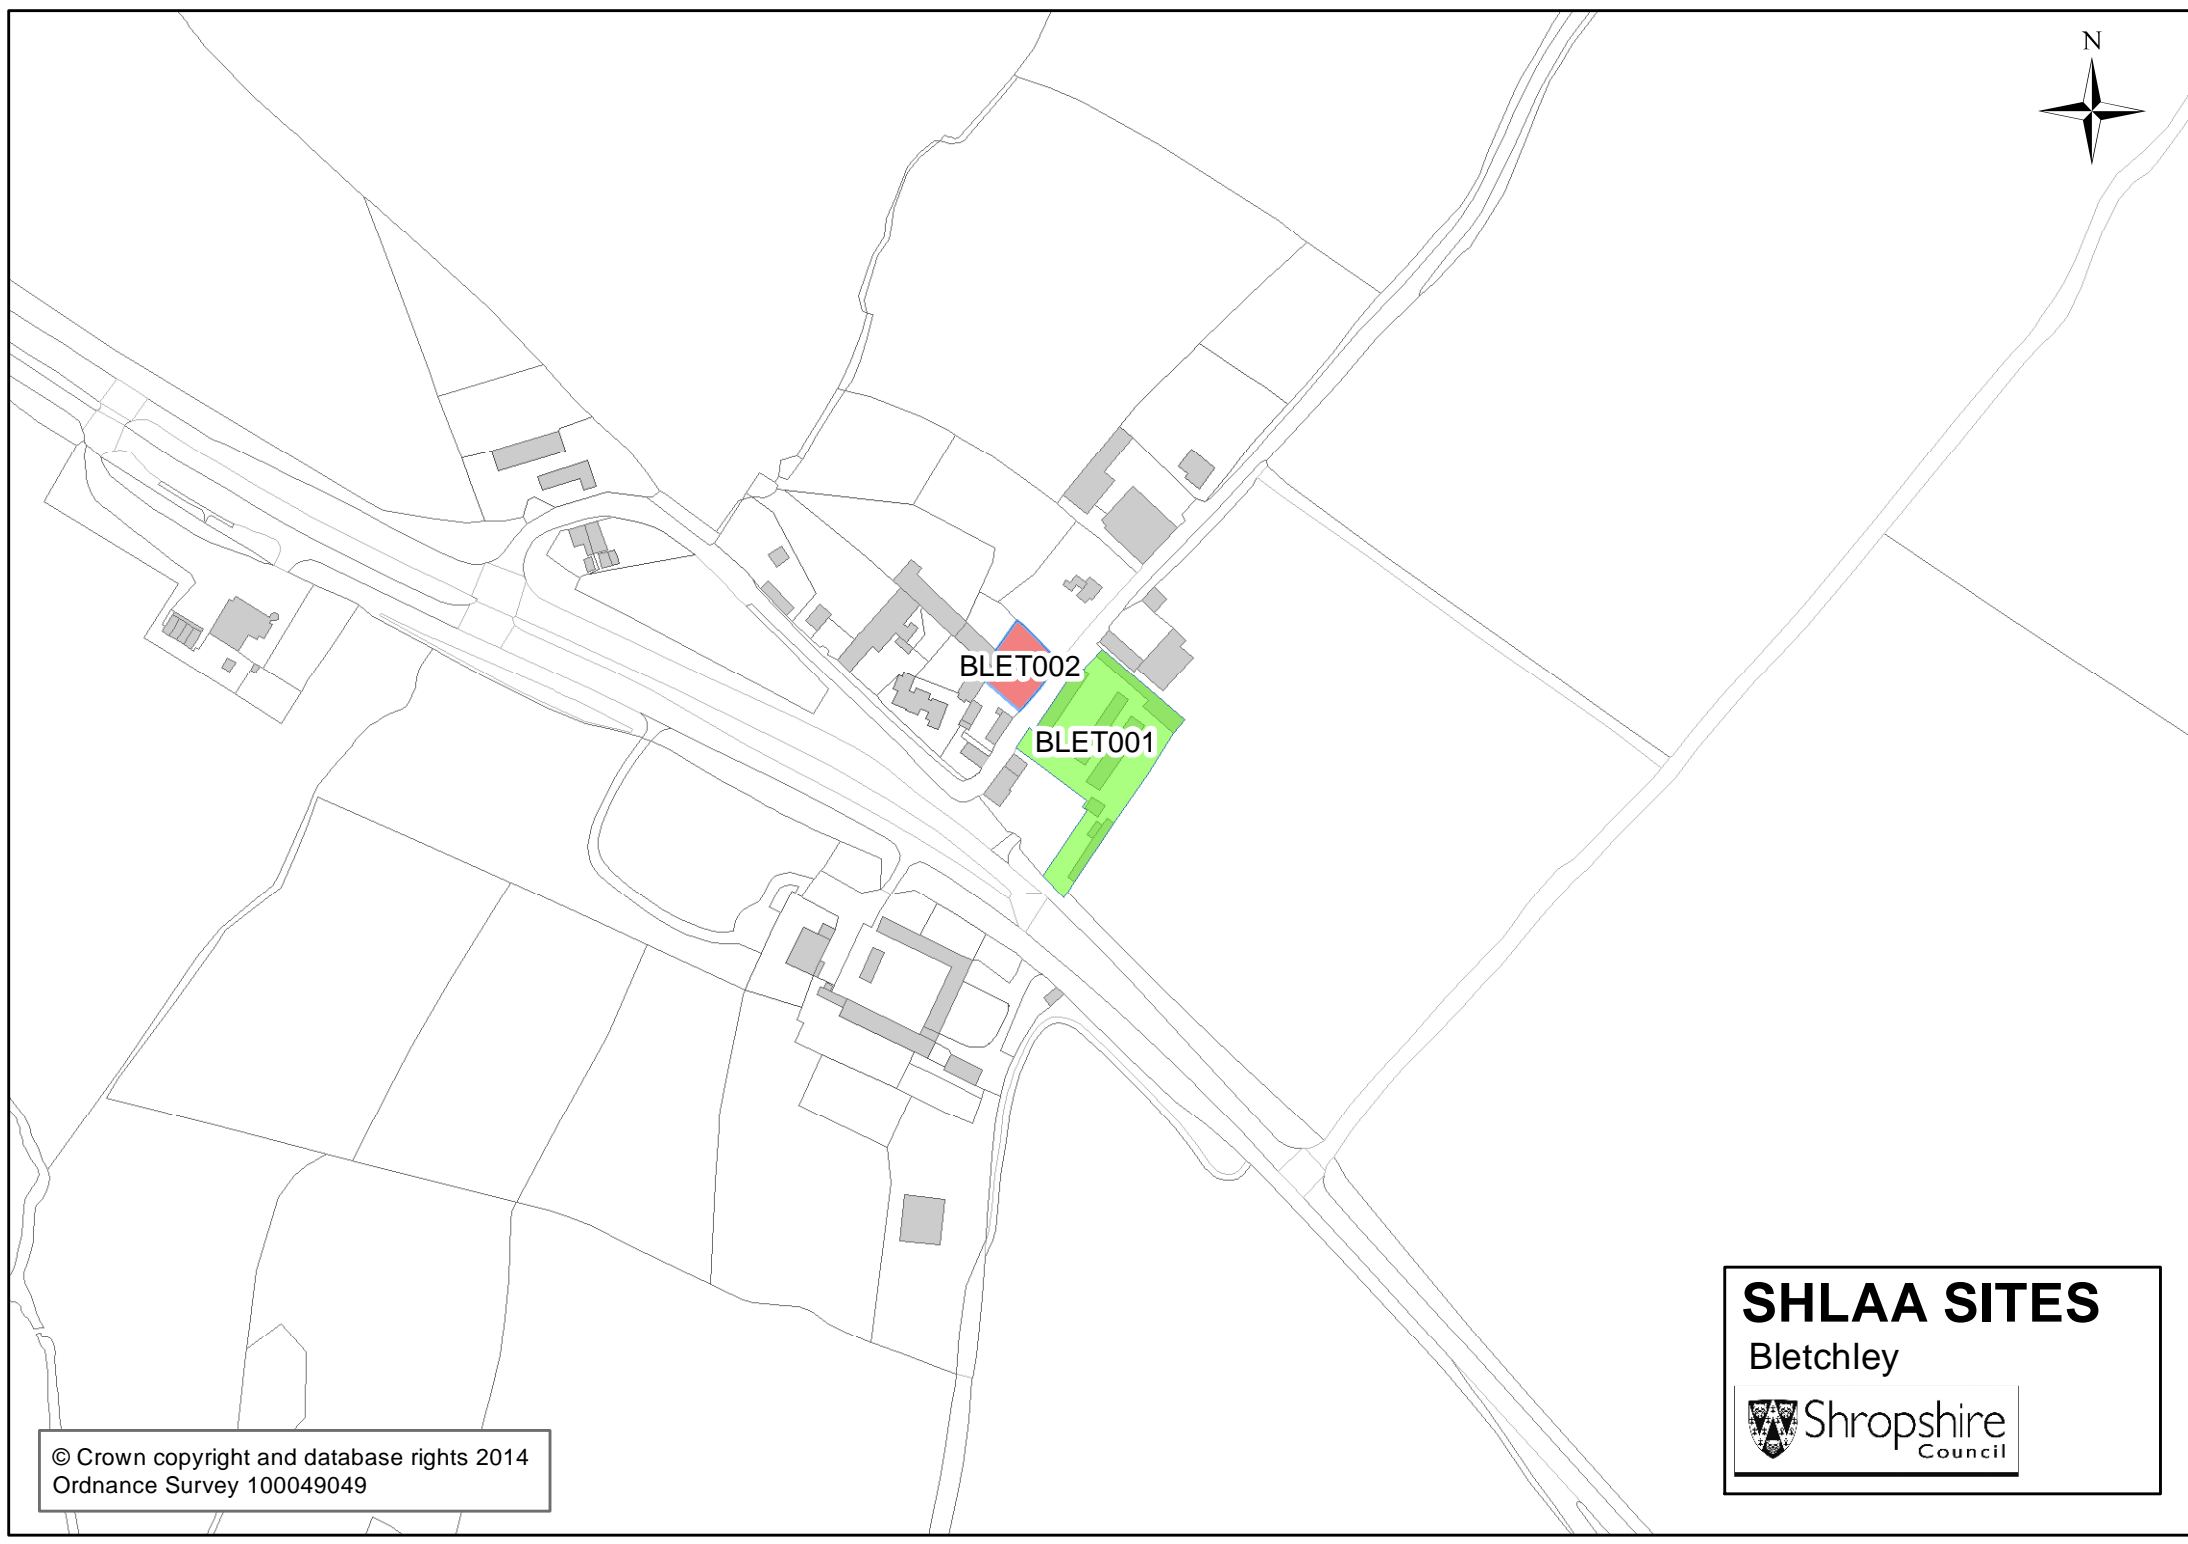 N
BLET002
BLET001
SHLAA SITES
Bletchley
Shropshire
Council
© Crown copyright and database rights 2014
Ordnance Survey 100049049